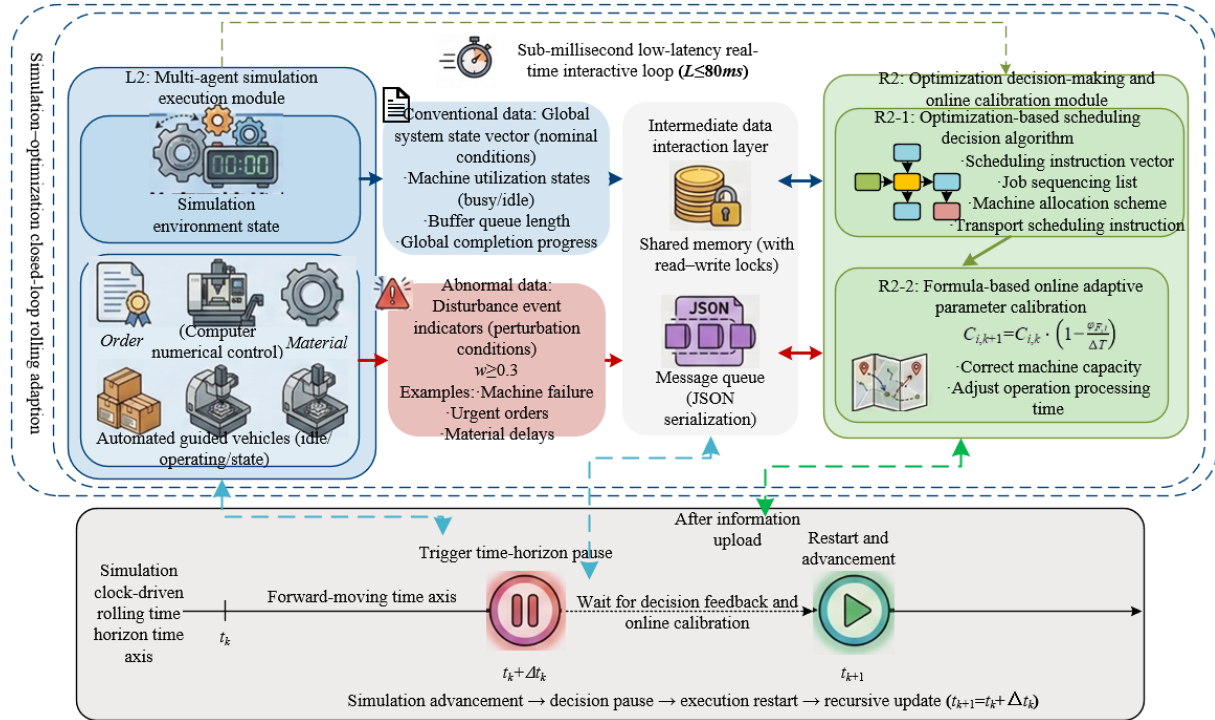 Simulation–optimization closed-loop rolling adaption
Sub-millisecond low-latency real-
time interactive loop (L≤80ms)
L2: Multi-agent simulation
execution module
00:00
Simulation
environment state
Order
(Computer
numerical control)
Material
Automated guided vehicles (idle/
operating/state)
Conventional data: Global
system state vector (nominal
conditions)
·Machine utilization states
(busy/idle)
·Buffer queue length
·Global completion progress
Abnormal data:
Disturbance event
indicators (perturbation
conditions)
w≥0.3
Examples:·Machine failure
·Urgent orders
·Material delays
Intermediate data
interaction layer
Shared memory (with
read–write locks)
JSON
Message queue
(JSON
serialization)
R2: Optimization decision-making and
online calibration module
R2-1: Optimization-based scheduling
decision algorithm
·Scheduling instruction vector
·Job sequencing list
·Machine allocation scheme
·Transport scheduling instruction
R2-2: Formula-based online adaptive
parameter calibration
C_{i,k+1}=C_{i,k}·(1−φ_{F,i}/ΔT)
·Correct machine capacity
·Adjust operation processing
time
After information
upload
Trigger time-horizon pause
Restart and
advancement
Simulation
clock-driven
rolling time
horizon time
axis
Forward-moving time axis
Wait for decision feedback and
online calibration
t_k
t_k+Δt_k
t_{k+1}
Simulation advancement → decision pause → execution restart → recursive update (t_{k+1}=t_k+Δt_k)